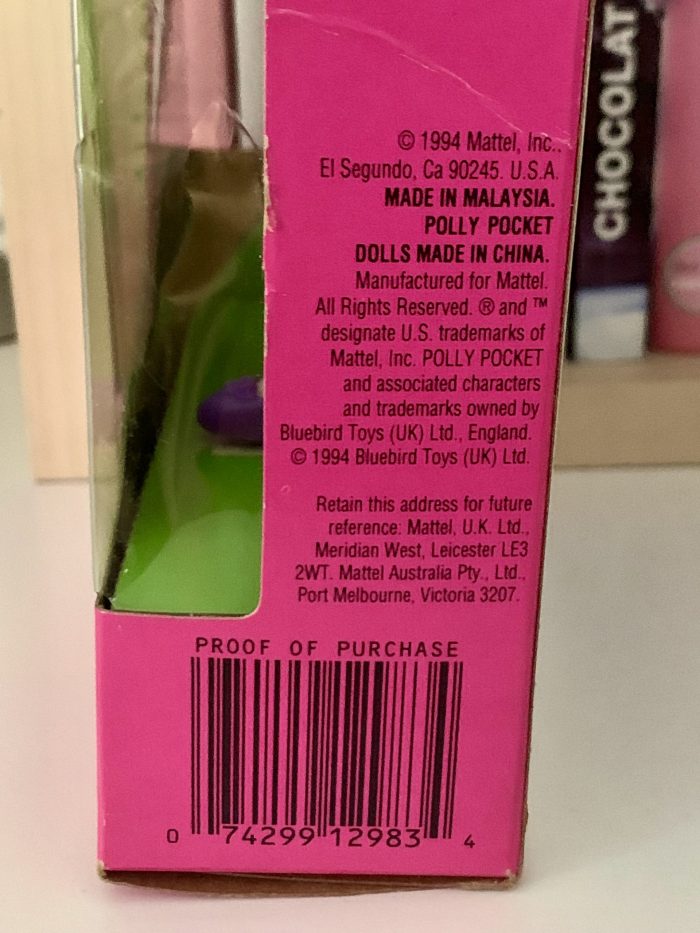 © 1994 Mattel, Inc.,
El Segundo, Ca 90245. U.S.A.
MADE IN MALAYSIA.
POLLY POCKET
DOLLS MADE IN CHINA.
Manufactured for Mattel.
All Rights Reserved. ® and ™
designate U.S. trademarks of
Mattel, Inc. POLLY POCKET
and associated characters
and trademarks owned by
Bluebird Toys (UK) Ltd., England.
© 1994 Bluebird Toys (UK) Ltd.
Retain this address for future
reference: Mattel, U.K. Ltd.,
Meridian West, Leicester LE3
2WT. Mattel Australia Pty., Ltd.,
Port Melbourne, Victoria 3207.
PROOF OF PURCHASE
0 74299 12983 4
CHOCOLAT